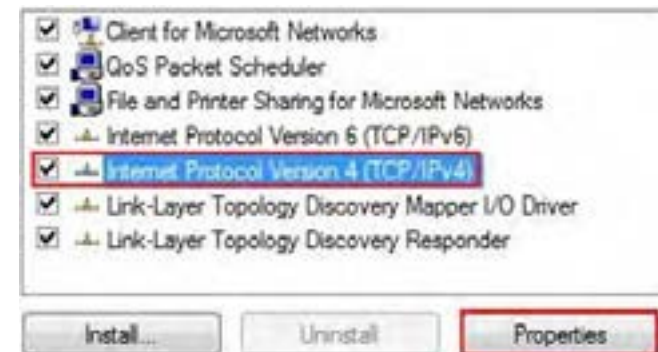 Client for Microsoft Networks
QoS Packet Scheduler
File and Printer Sharing for Microsoft Networks
Internet Protocol Version 6 (TCP/IPv6)
Internet Protocol Version 4 (TCP/IPv4)
Link-Layer Topology Discovery Mapper I/O Driver
Link-Layer Topology Discovery Responder
Install... Uninstall Properties